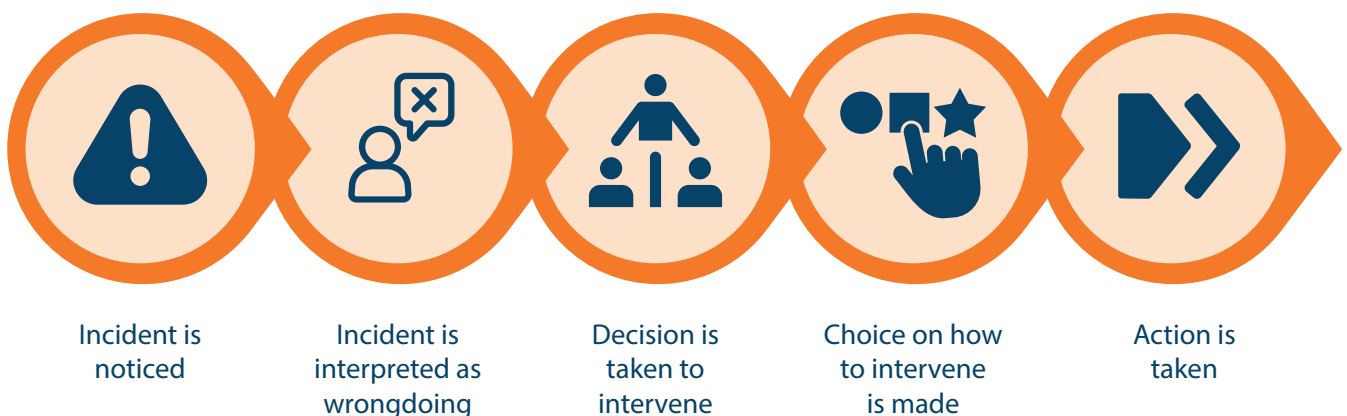 Incident is
noticed
Incident is
interpreted as
wrongdoing
Decision is
taken to
intervene
Choice on how
to intervene
is made
Action is
taken